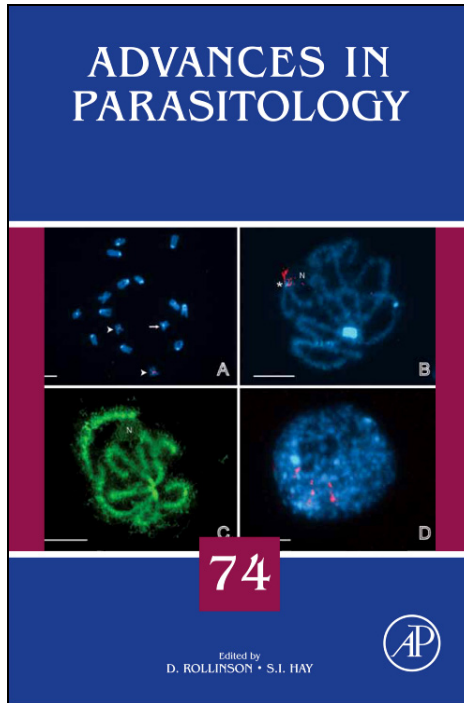 ADVANCES IN
PARASITOLOGY
N
*
A
B
N
C
D
74
Edited by
D. ROLLINSON • S.I. HAY
AP